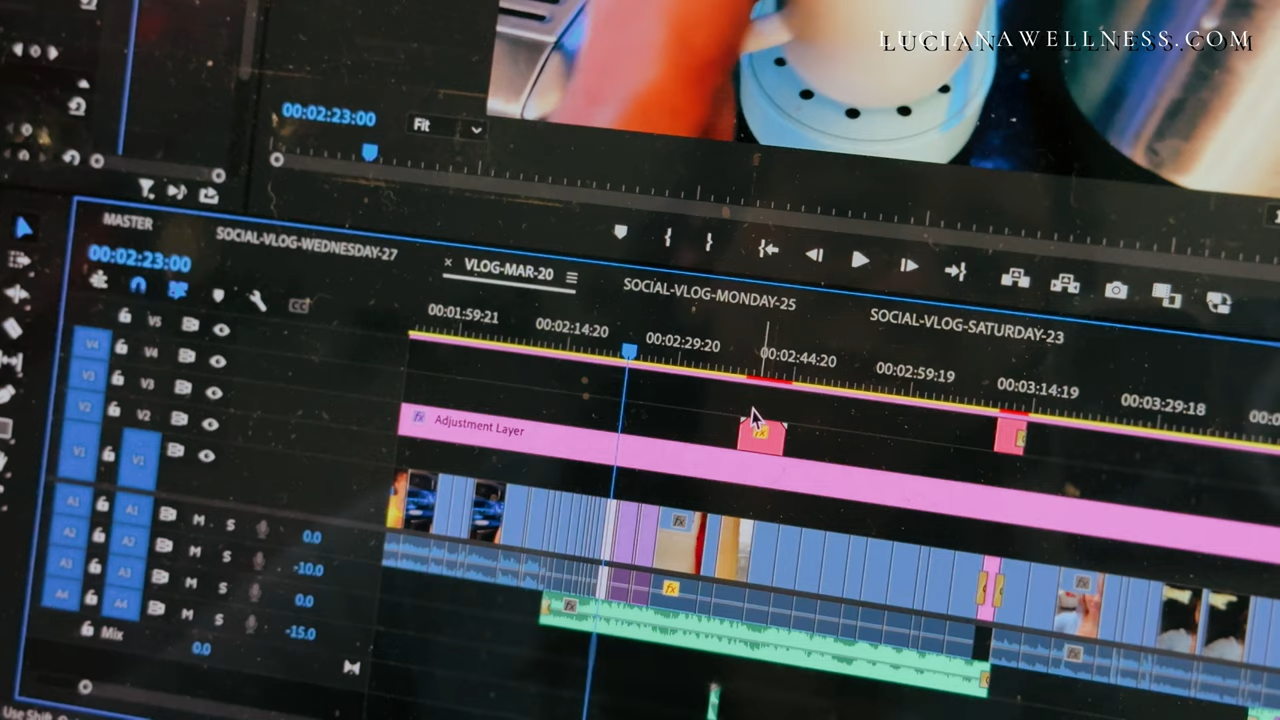 LUCIANAWELLNESS.COM
00:02:23:00
Fit
MASTER
SOCIAL-VLOG-WEDNESDAY-27
× VLOG-MAR-20
SOCIAL-VLOG-MONDAY-25
SOCIAL-VLOG-SATURDAY-23
00:02:23:00
00:01:59:21
00:02:14:20
00:02:29:20
00:02:44:20
00:02:59:19
00:03:14:19
00:03:29:18
V5
V4 V4
V3 V3
V2 V2
V1 V1
Adjustment Layer
fx
A1 A1 M S 0.0
A2 A2 M S -10.0
A3 A3 M S 0.0
A4 A4 M S -15.0
Mix 0.0